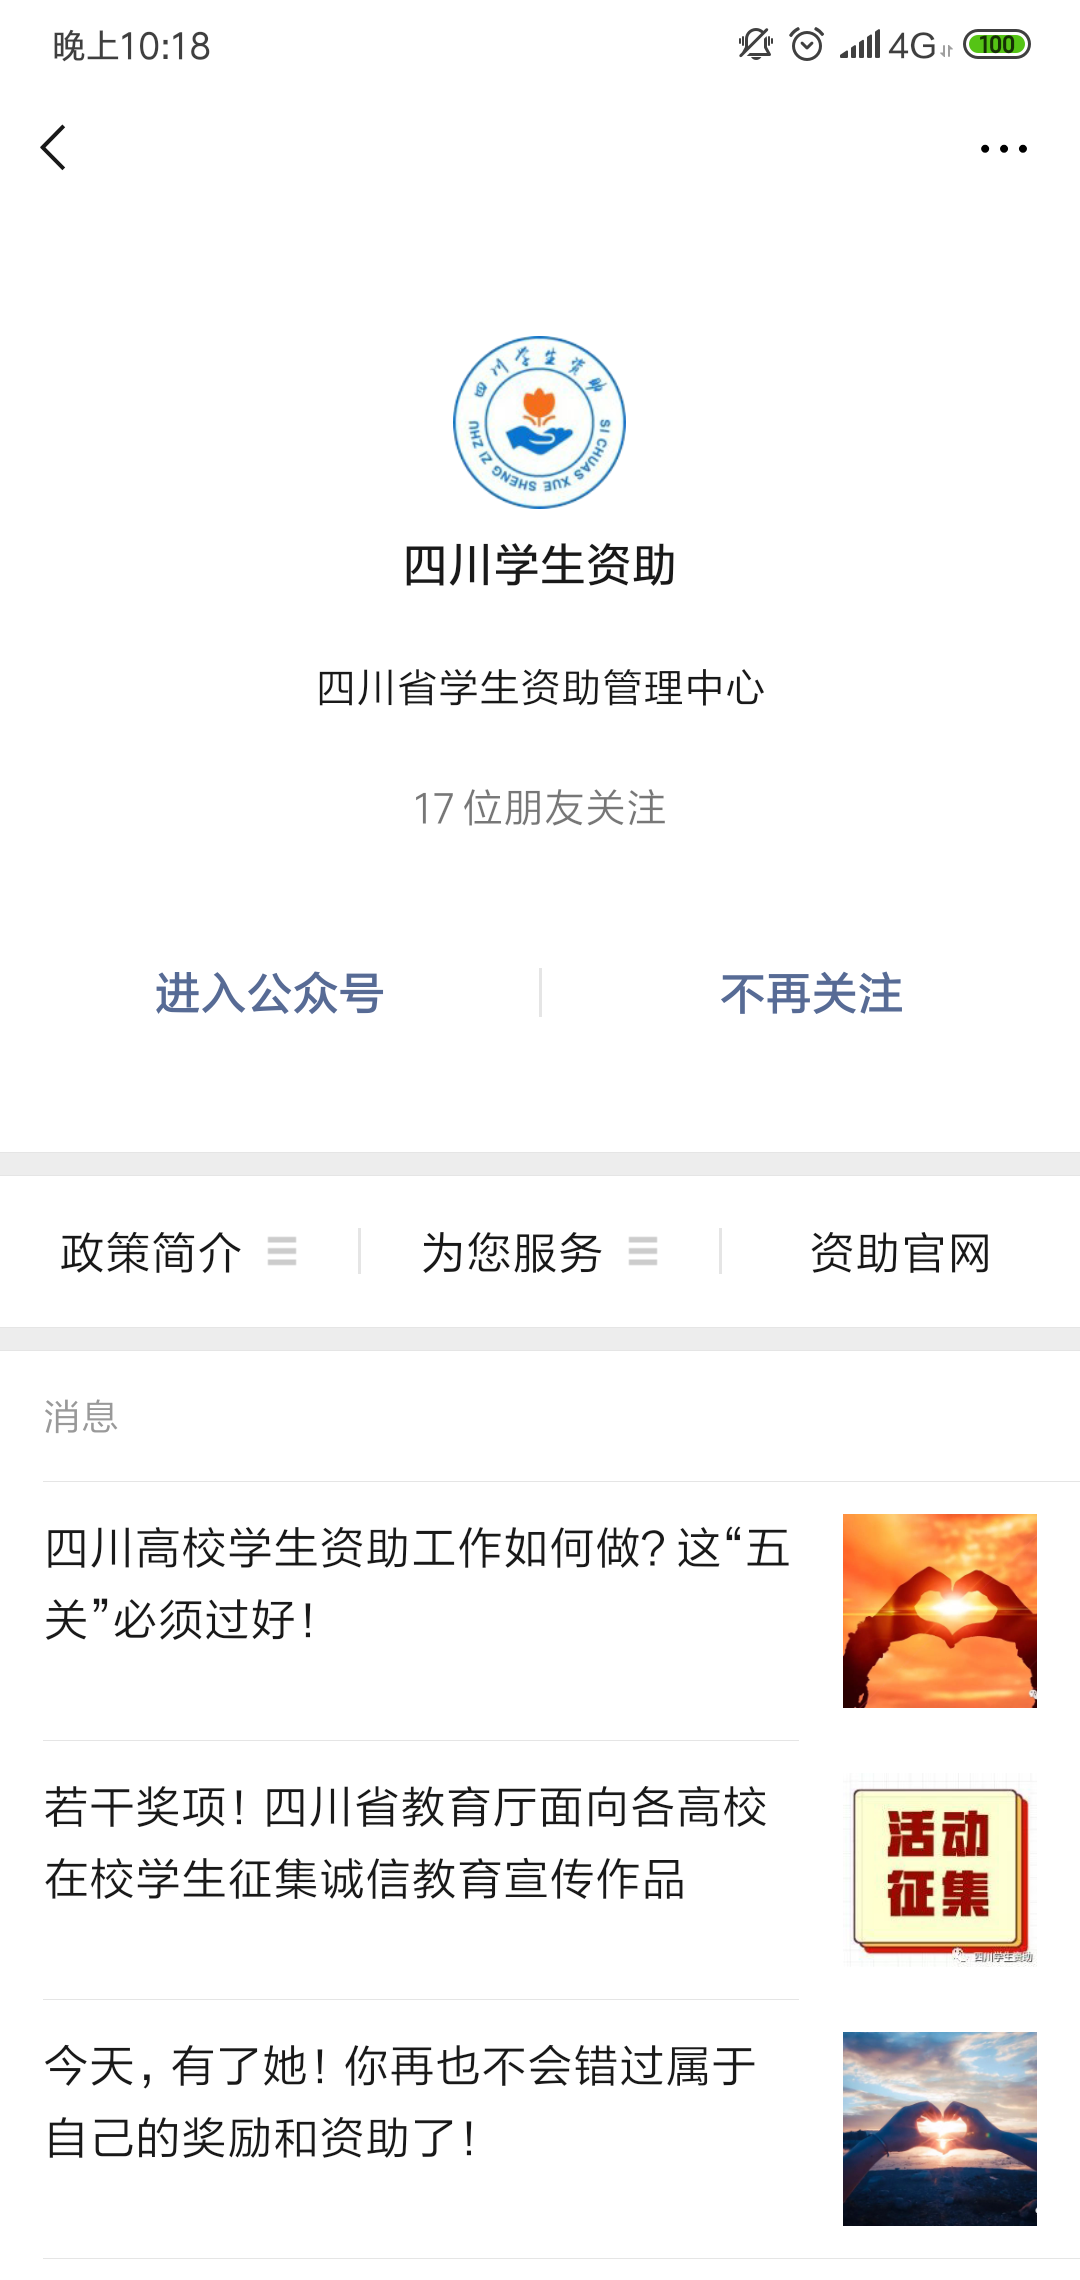 晚上10:18
4G
100
四川学生资助
SI CHUAS XUE SHENG ZI ZHU
四川学生资助
四川省学生资助管理中心
17 位朋友关注
进入公众号
不再关注
政策简介
为您服务
资助官网
消息
四川高校学生资助工作如何做？这“五
关”必须过好！
若干奖项！四川省教育厅面向各高校
在校学生征集诚信教育宣传作品
活动
征集
四川学生资助
今天，有了她！你再也不会错过属于
自己的奖励和资助了！